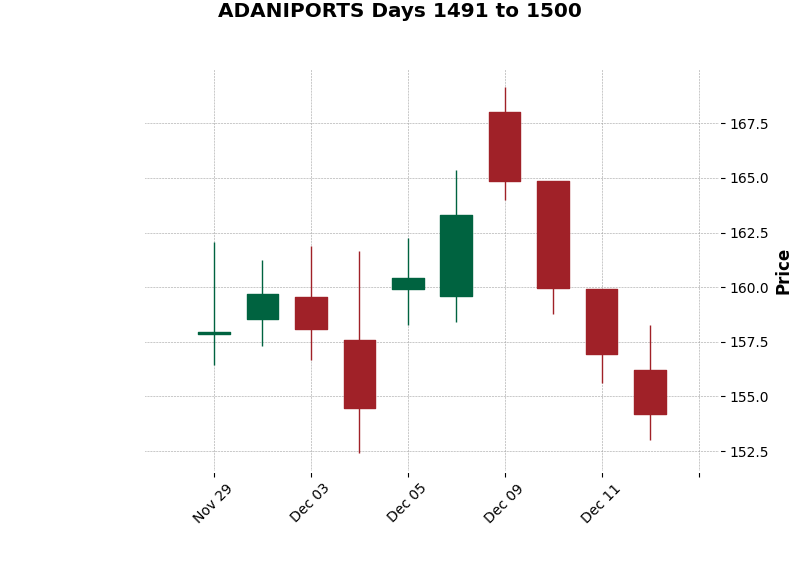 ADANIPORTS Days 1491 to 1500
167.5
165.0
162.5
160.0
157.5
155.0
152.5
Price
Nov 29
Dec 03
Dec 05
Dec 09
Dec 11